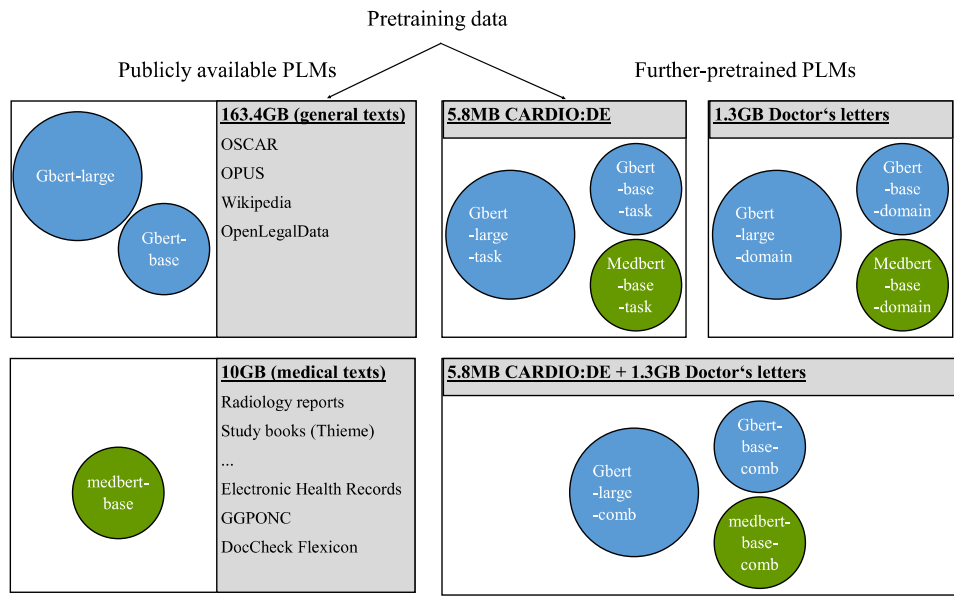 Pretraining data
Publicly available PLMs
Further-pretrained PLMs
163.4GB (general texts)
OSCAR
OPUS
Wikipedia
OpenLegalData
Gbert-large
Gbert-
base
5.8MB CARDIO:DE
Gbert
-large
-task
Gbert
-base
-task
Medbert
-base
-task
1.3GB Doctor‘s letters
Gbert
-large
-domain
Gbert
-base
-domain
Medbert
-base
-domain
10GB (medical texts)
Radiology reports
Study books (Thieme)
...
Electronic Health Records
GGPONC
DocCheck Flexicon
medbert-
base
5.8MB CARDIO:DE + 1.3GB Doctor‘s letters
Gbert
-large
-comb
Gbert-
base-
comb
medbert-
base-
comb